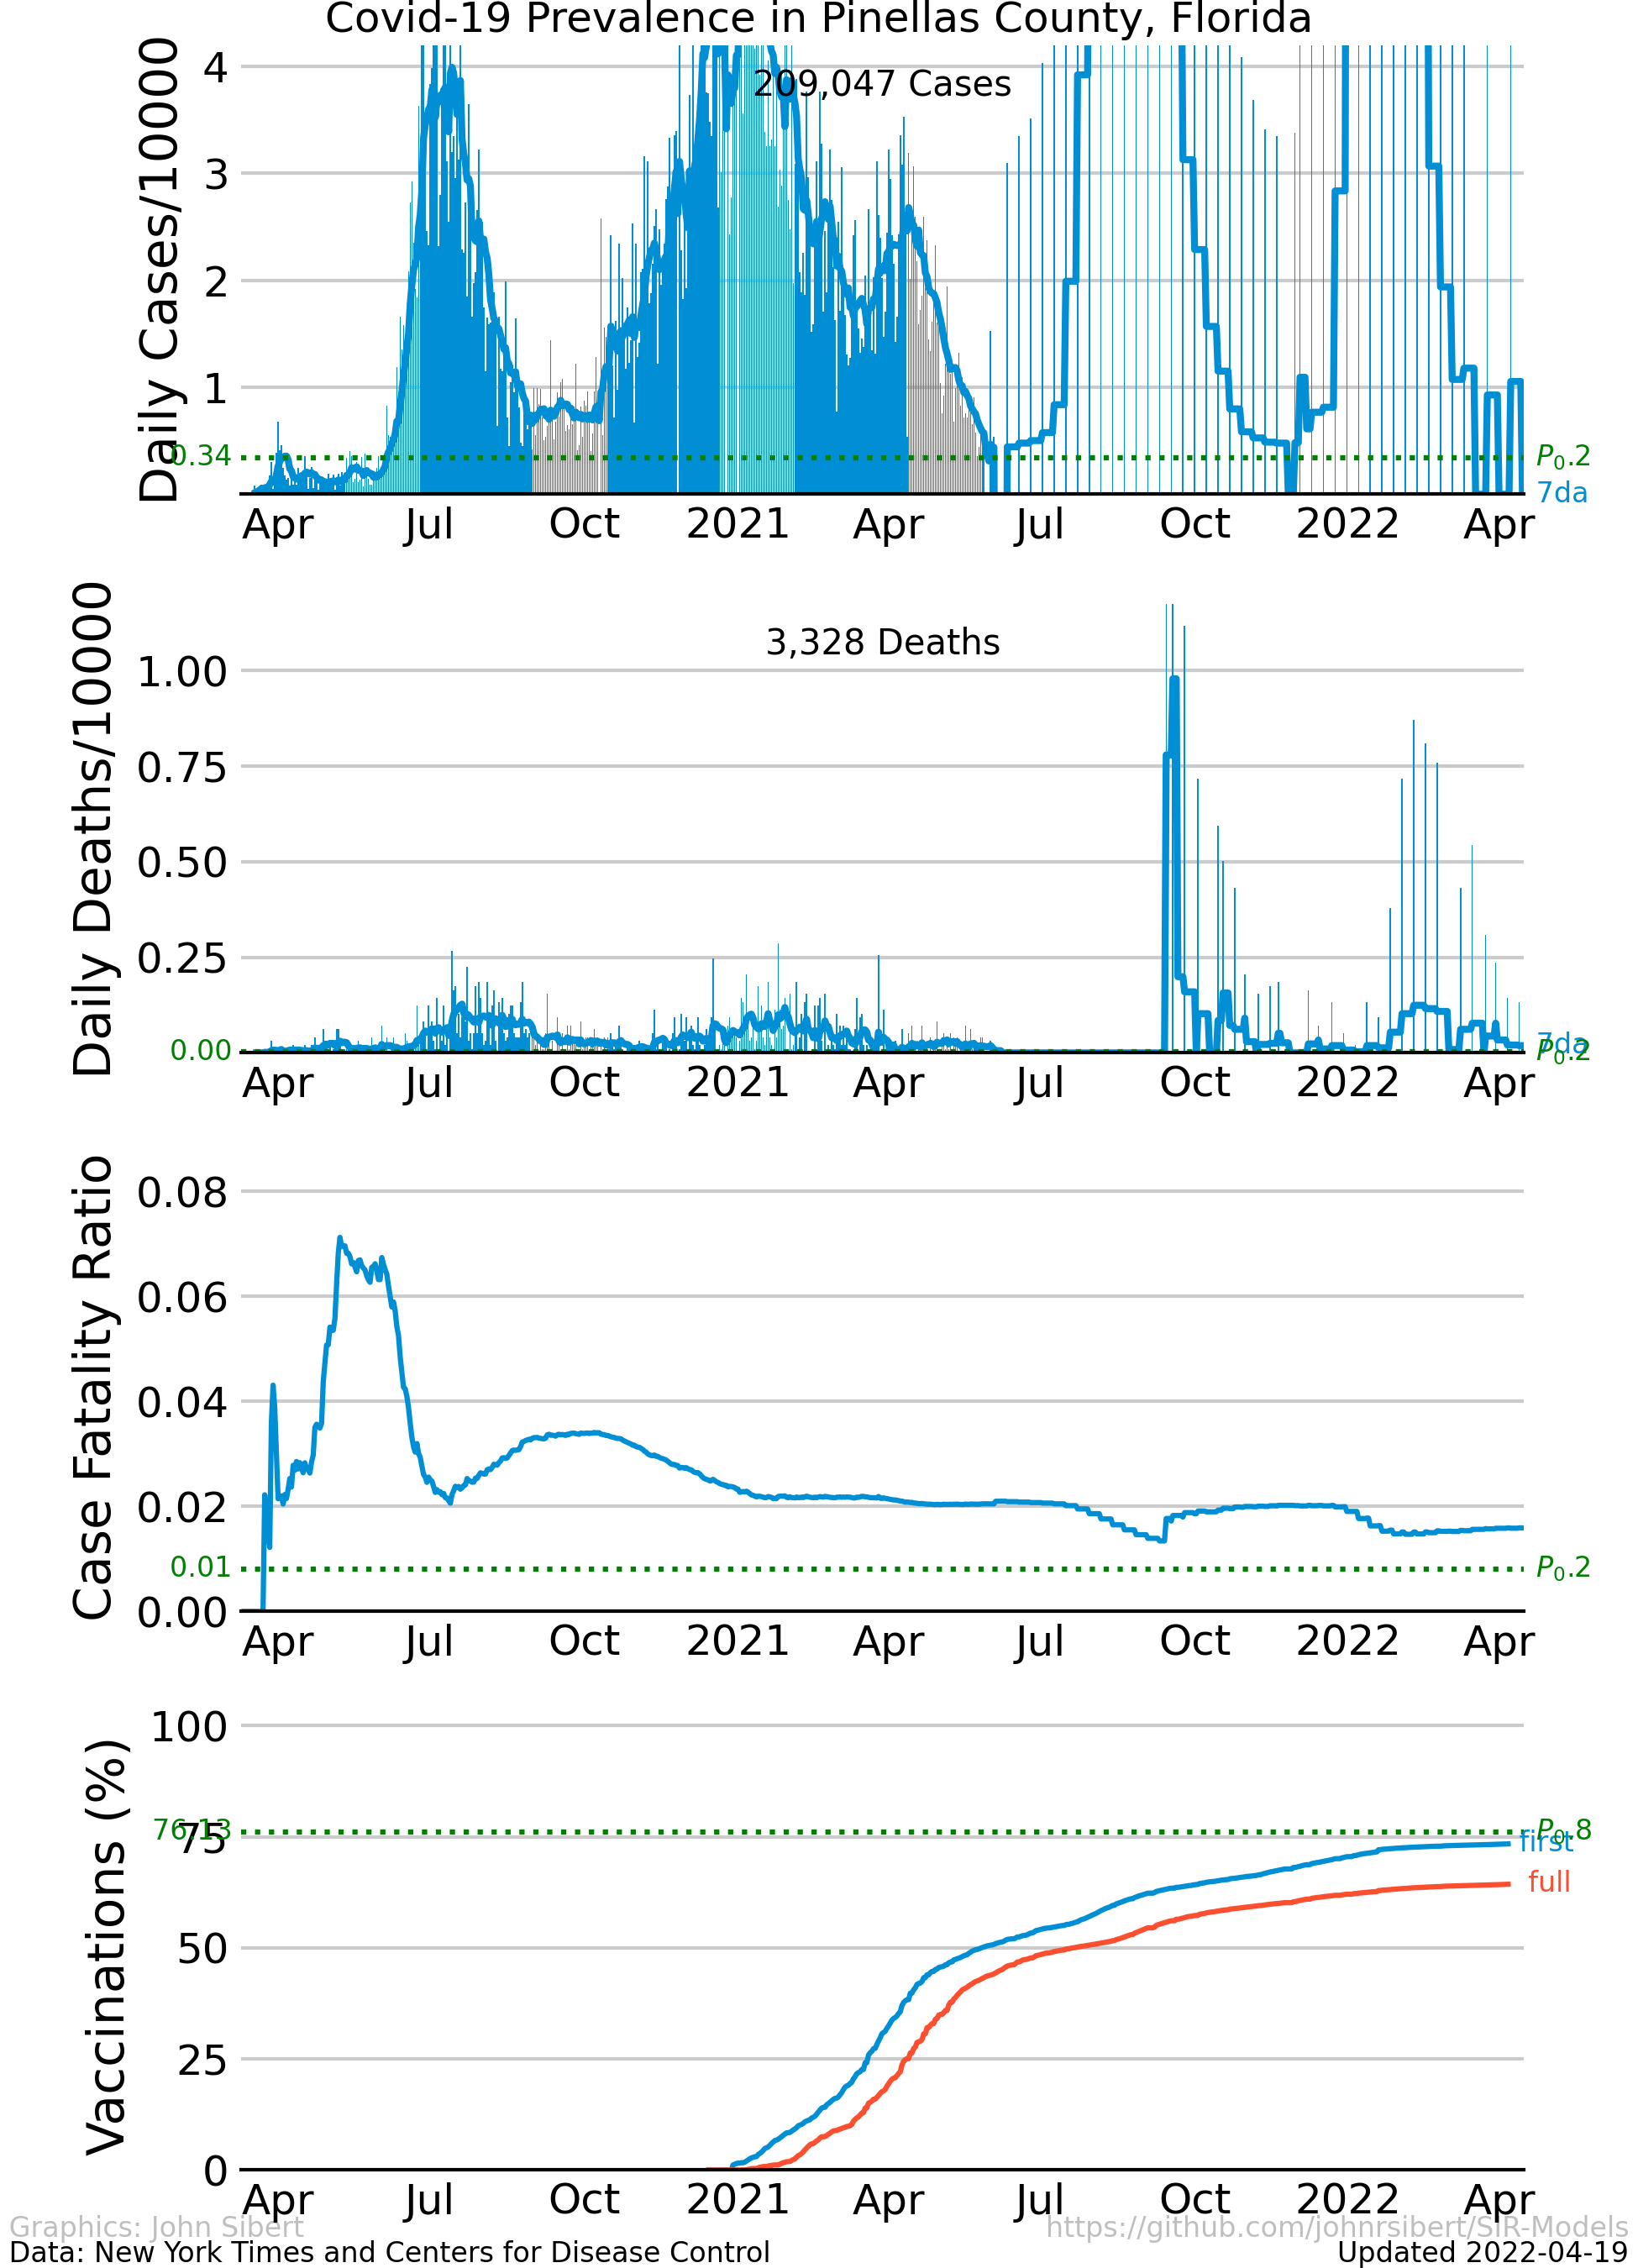 Covid-19 Prevalence in Pinellas County, Florida
Daily Cases/10000
209,047 Cases
4
3
2
1
0.34
P0.2
7da
Apr Jul Oct 2021 Apr Jul Oct 2022 Apr
Daily Deaths/10000
3,328 Deaths
1.00
0.75
0.50
0.25
0.00
7da
P0.2
Apr Jul Oct 2021 Apr Jul Oct 2022 Apr
Case Fatality Ratio
0.08
0.06
0.04
0.02
0.01
P0.2
0.00
Apr Jul Oct 2021 Apr Jul Oct 2022 Apr
Vaccinations (%)
100
76.13
75
P0.8
first
full
50
25
0
Apr Jul Oct 2021 Apr Jul Oct 2022 Apr
Graphics: John Sibert https://github.com/johnrsibert/SIR-Models
Data: New York Times and Centers for Disease Control Updated 2022-04-19